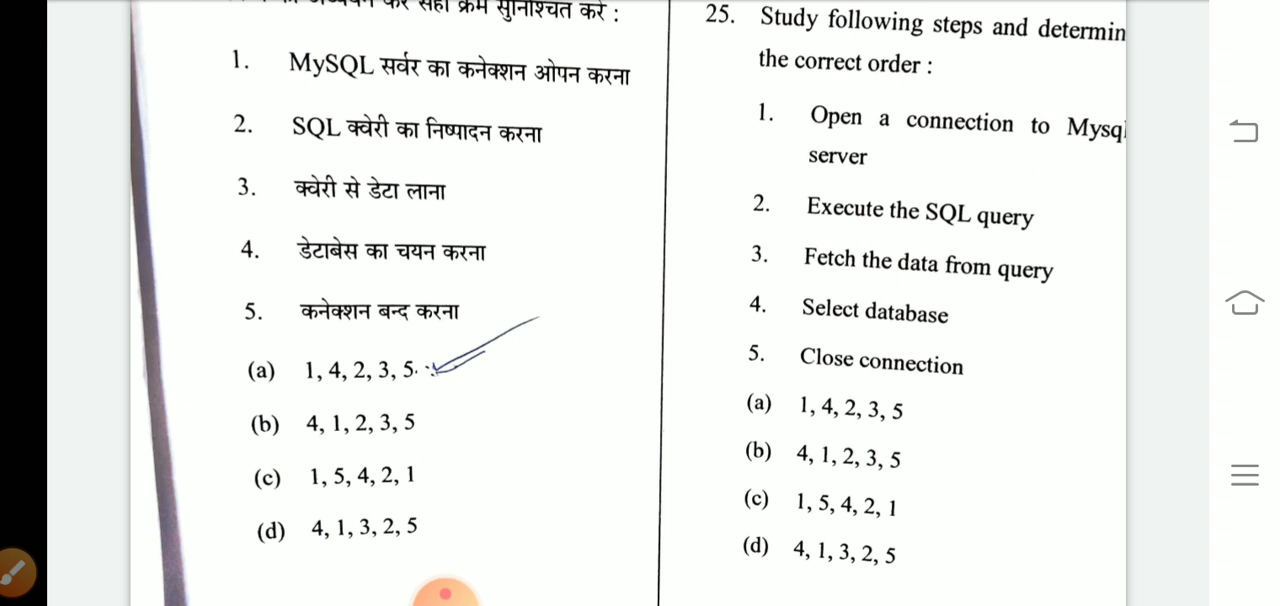 कर सही क्रम सुनिश्चित करें :
1. MySQL सर्वर का कनेक्शन ओपन करना
2. SQL क्वेरी का निष्पादन करना
3. क्वेरी से डेटा लाना
4. डेटाबेस का चयन करना
5. कनेक्शन बन्द करना
(a) 1, 4, 2, 3, 5
(b) 4, 1, 2, 3, 5
(c) 1, 5, 4, 2, 1
(d) 4, 1, 3, 2, 5
25. Study following steps and determin
the correct order :
1. Open a connection to Mysql
server
2. Execute the SQL query
3. Fetch the data from query
4. Select database
5. Close connection
(a) 1, 4, 2, 3, 5
(b) 4, 1, 2, 3, 5
(c) 1, 5, 4, 2, 1
(d) 4, 1, 3, 2, 5